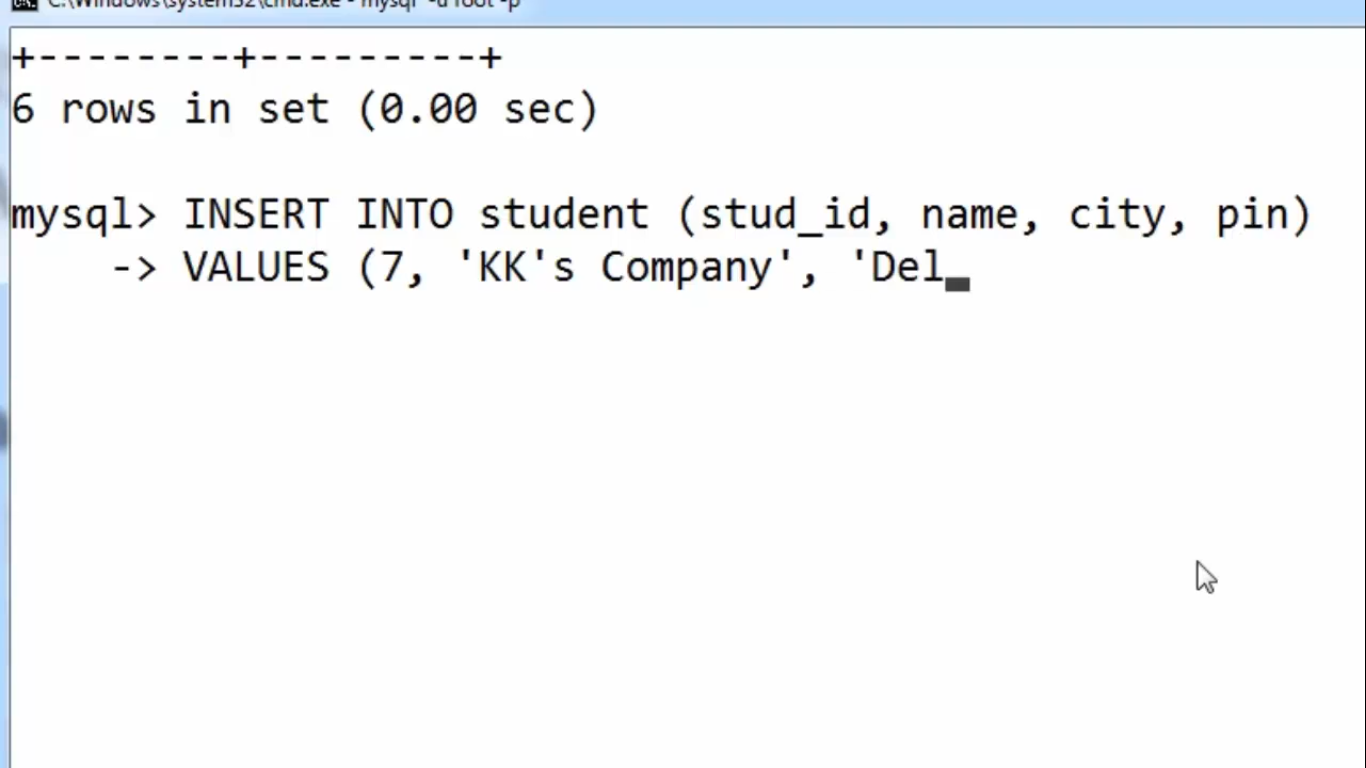 C:\Windows\system32\cmd.exe - mysql -u root -p
+--------+---------+
6 rows in set (0.00 sec)
mysql> INSERT INTO student (stud_id, name, city, pin)
-> VALUES (7, 'KK's Company', 'Del